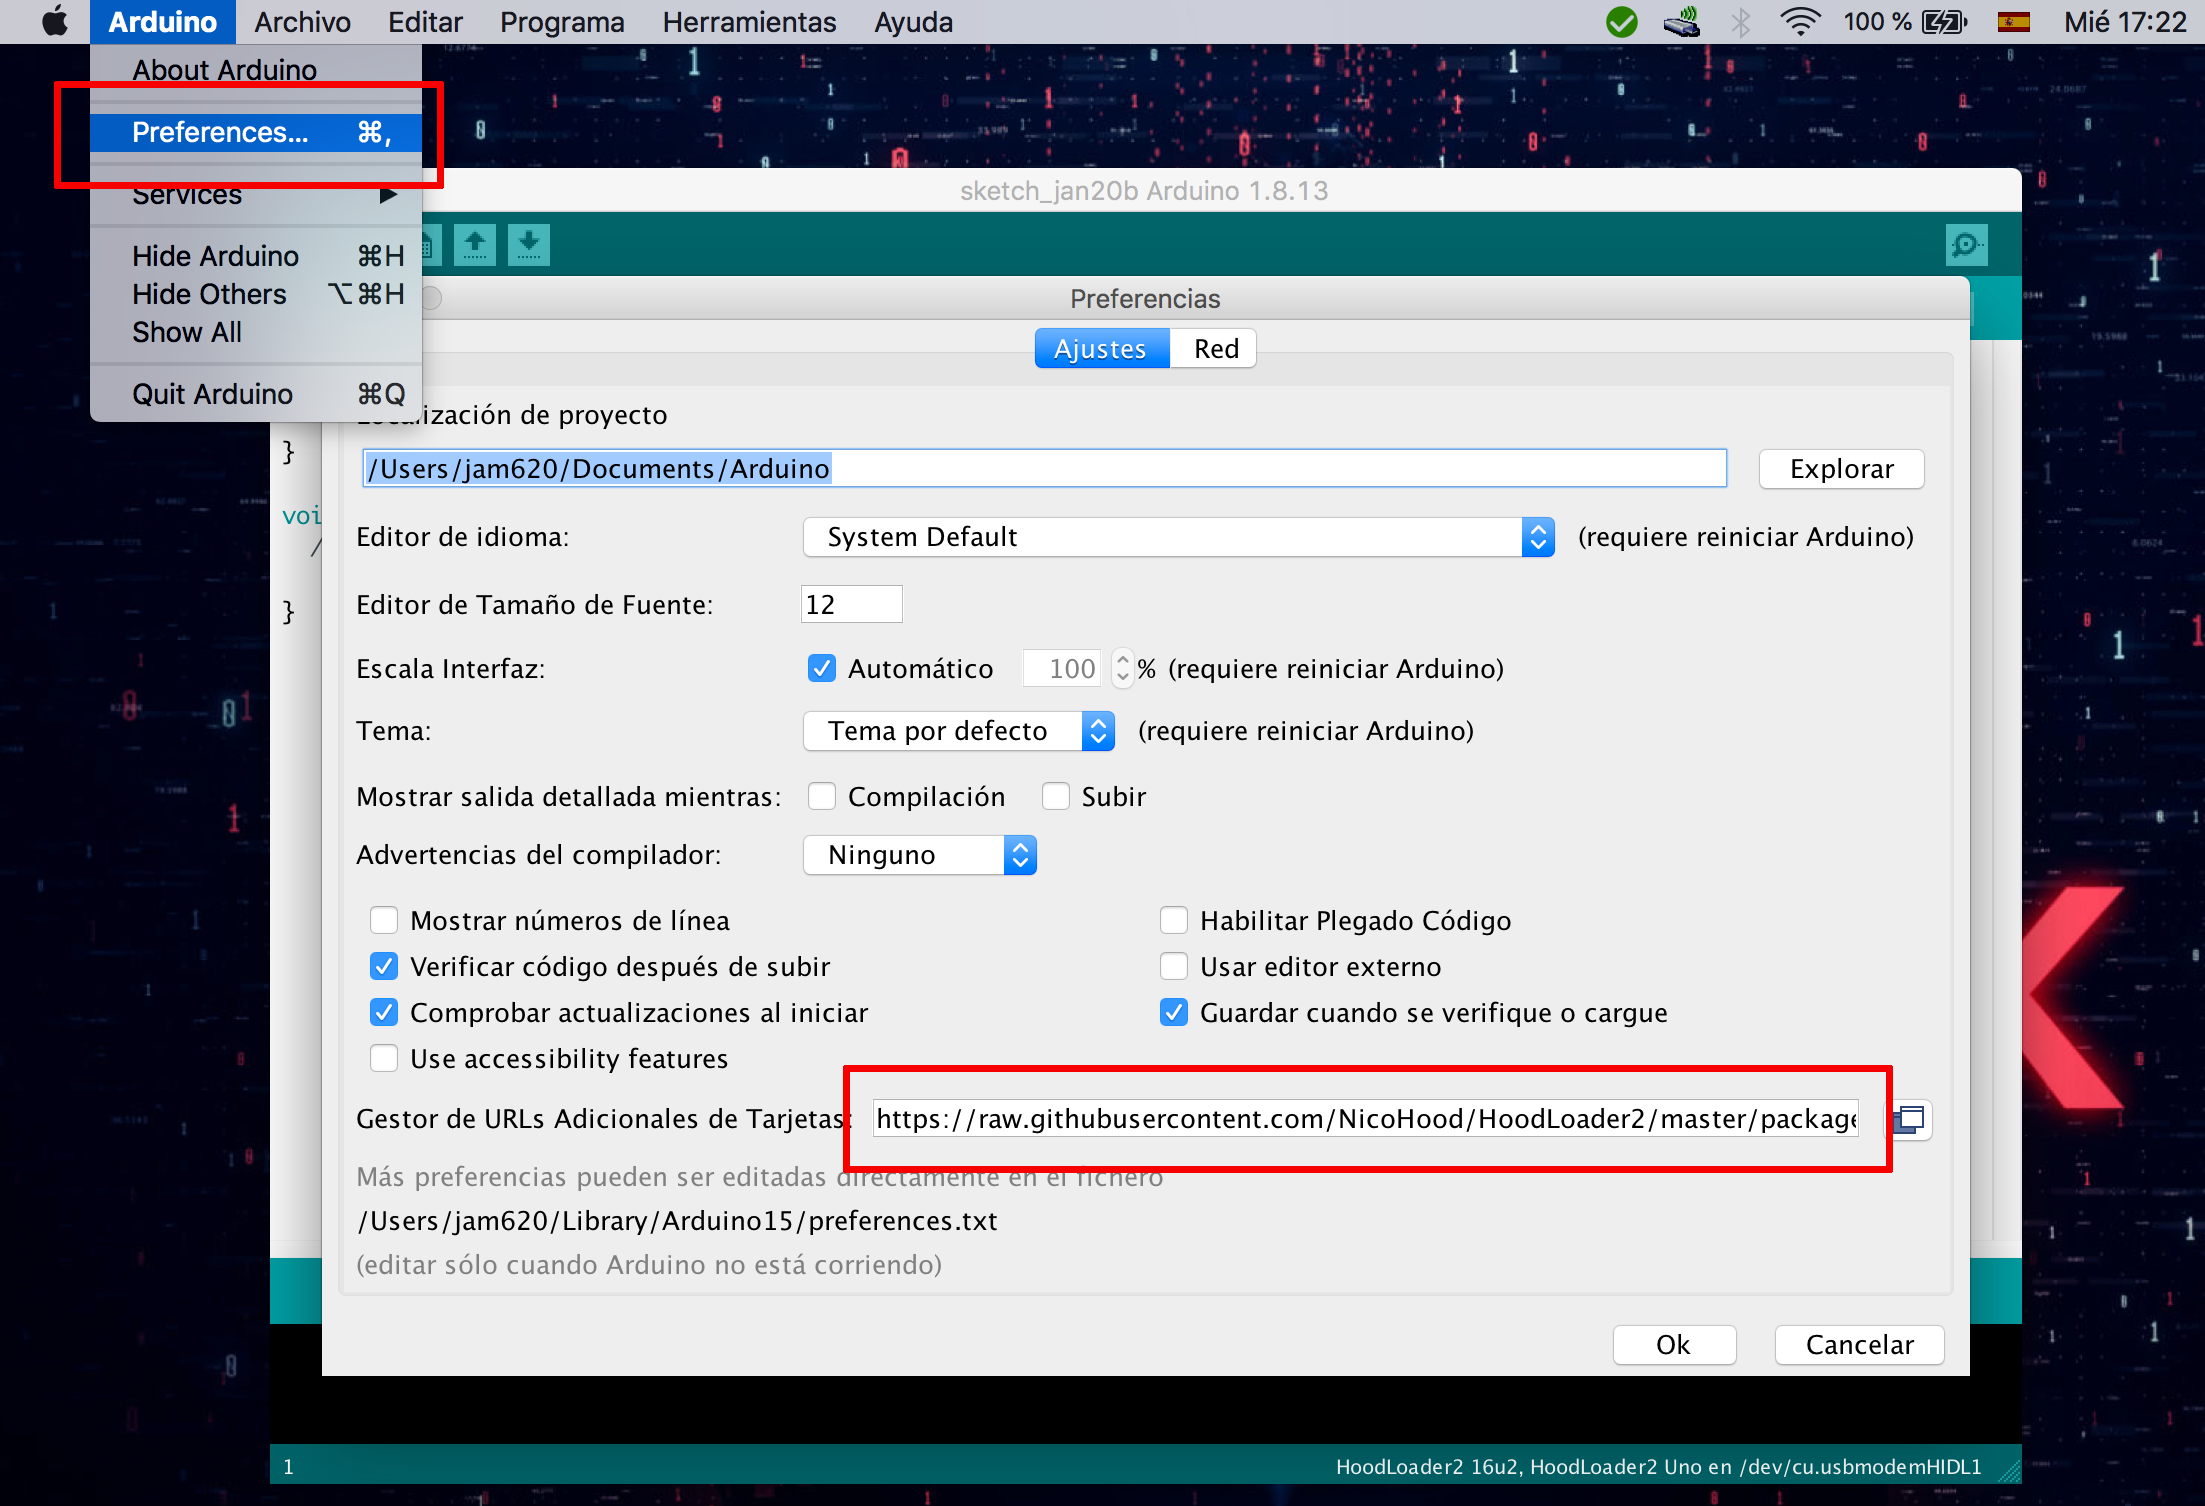 Arduino Archivo Editar Programa Herramientas Ayuda 100 % Mié 17:22
About Arduino
Preferences... ⌘,
Services
Hide Arduino ⌘H
Hide Others ⌥⌘H
Show All
Quit Arduino ⌘Q
sketch_jan20b Arduino 1.8.13
Preferencias
Ajustes Red
Localización de proyecto
/Users/jam620/Documents/Arduino Explorar
Editor de idioma: System Default (requiere reiniciar Arduino)
Editor de Tamaño de Fuente: 12
Escala Interfaz: Automático 100 % (requiere reiniciar Arduino)
Tema: Tema por defecto (requiere reiniciar Arduino)
Mostrar salida detallada mientras: Compilación Subir
Advertencias del compilador: Ninguno
Mostrar números de línea Habilitar Plegado Código
Verificar código después de subir Usar editor externo
Comprobar actualizaciones al iniciar Guardar cuando se verifique o cargue
Use accessibility features
Gestor de URLs Adicionales de Tarjetas: https://raw.githubusercontent.com/NicoHood/HoodLoader2/master/package
Más preferencias pueden ser editadas directamente en el fichero
/Users/jam620/Library/Arduino15/preferences.txt
(editar sólo cuando Arduino no está corriendo)
Ok Cancelar
}
voi
/
}
1 HoodLoader2 16u2, HoodLoader2 Uno en /dev/cu.usbmodemHIDL1